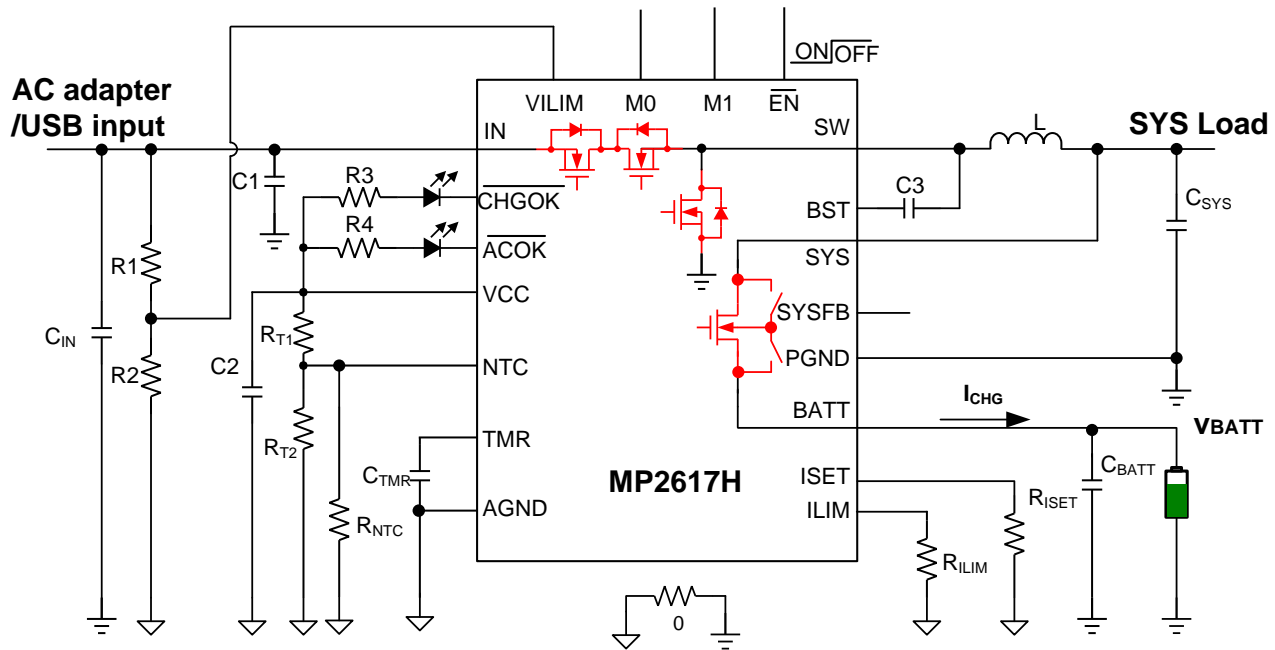 ON OFF
AC adapter
/USB input
VILIM
M0
M1
EN
IN
SW
L
SYS Load
C1
R3
CHGOK
BST
C3
CSYS
R4
ACOK
SYS
R1
VCC
SYSFB
CIN
RT1
PGND
R2
C2
NTC
ICHG
BATT
VBATT
RT2
TMR
CTMR
MP2617H
CBATT
ISET
RISET
AGND
ILIM
RNTC
RILIM
0